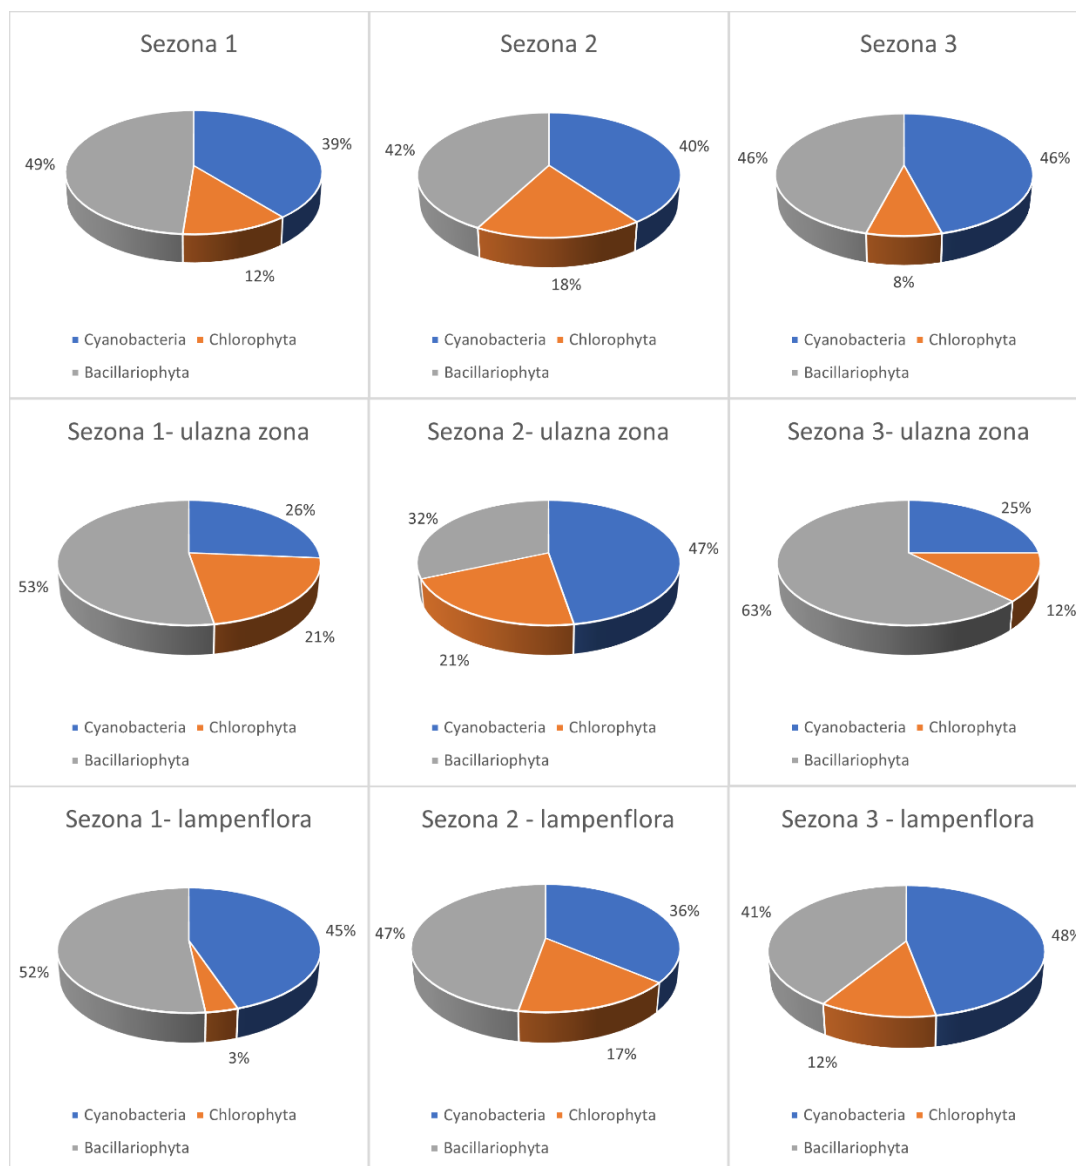 Sezona 1
49%
39%
12%
Cyanobacteria Chlorophyta
Bacillariophyta
Sezona 2
42%
40%
18%
Cyanobacteria Chlorophyta
Bacillariophyta
Sezona 3
46%
46%
8%
Cyanobacteria Chlorophyta
Bacillariophyta
Sezona 1- ulazna zona
26%
53%
21%
Cyanobacteria Chlorophyta
Bacillariophyta
Sezona 2- ulazna zona
32%
47%
21%
Cyanobacteria Chlorophyta
Bacillariophyta
Sezona 3- ulazna zona
25%
63%
12%
Cyanobacteria Chlorophyta
Bacillariophyta
Sezona 1- lampenflora
45%
52%
3%
Cyanobacteria Chlorophyta
Bacillariophyta
Sezona 2 - lampenflora
36%
47%
17%
Cyanobacteria Chlorophyta
Bacillariophyta
Sezona 3 - lampenflora
41%
48%
12%
Cyanobacteria Chlorophyta
Bacillariophyta